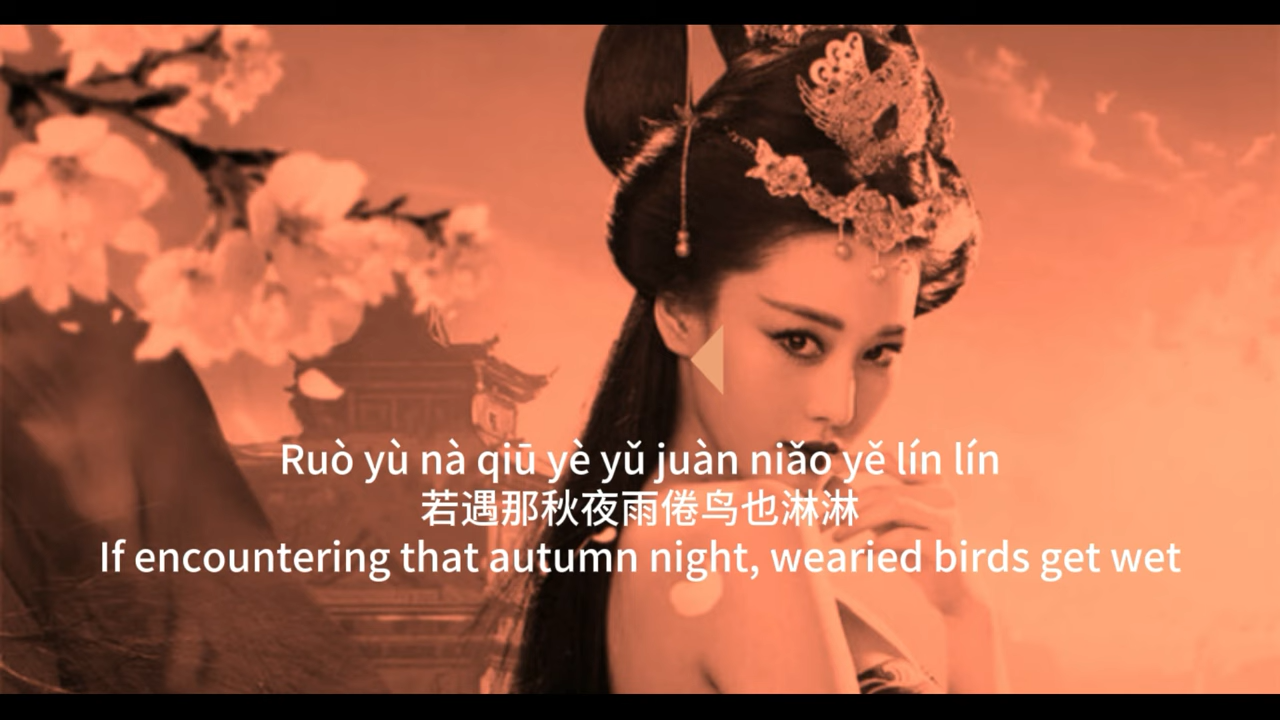 Ruò yù nà qiū yè yǔ juàn niǎo yě lín lín
若遇那秋夜雨倦鸟也淋淋
If encountering that autumn night, wearied birds get wet